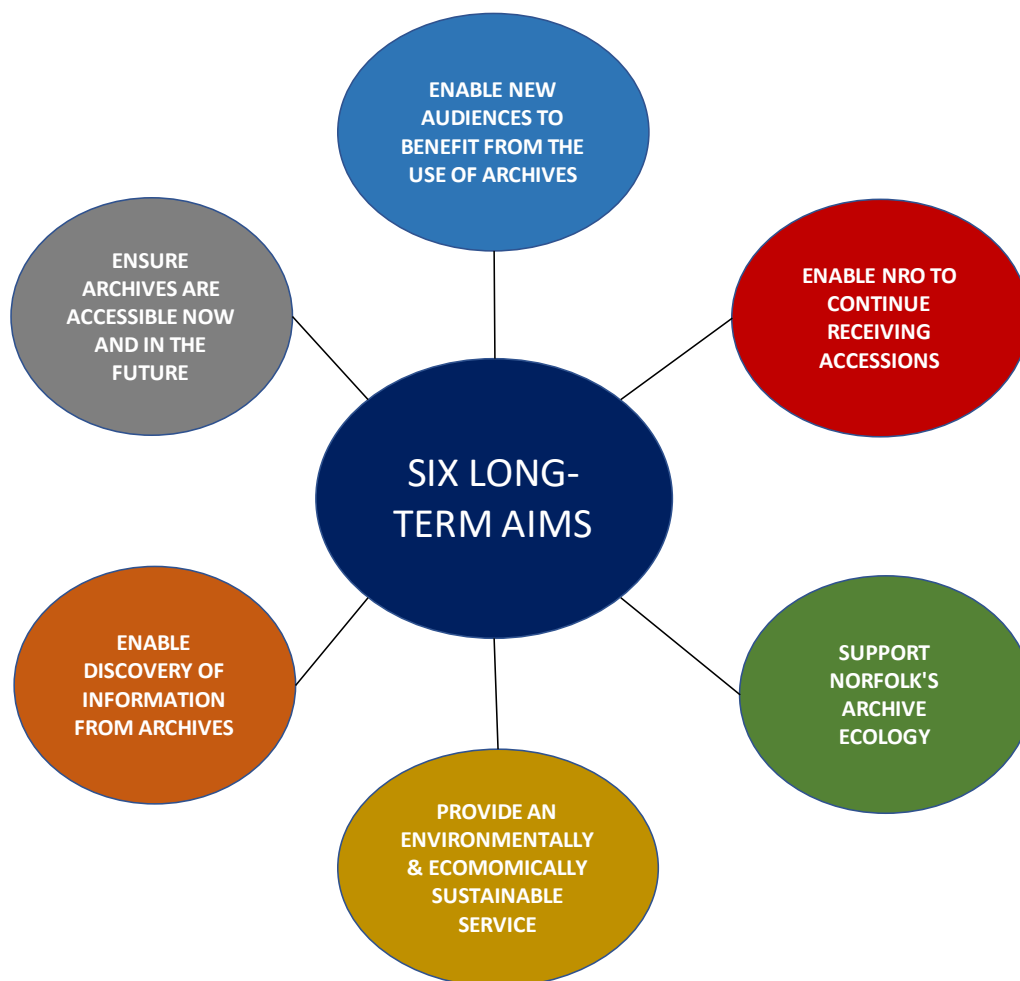 ENABLE NEW
AUDIENCES TO
BENEFIT FROM THE
USE OF ARCHIVES
ENSURE
ARCHIVES ARE
ACCESSIBLE NOW
AND IN THE
FUTURE
ENABLE NRO TO
CONTINUE
RECEIVING
ACCESSIONS
SIX LONG-
TERM AIMS
ENABLE
DISCOVERY OF
INFORMATION
FROM ARCHIVES
SUPPORT
NORFOLK'S
ARCHIVE
ECOLOGY
PROVIDE AN
ENVIRONMENTALLY
& ECOMOMICALLY
SUSTAINABLE
SERVICE